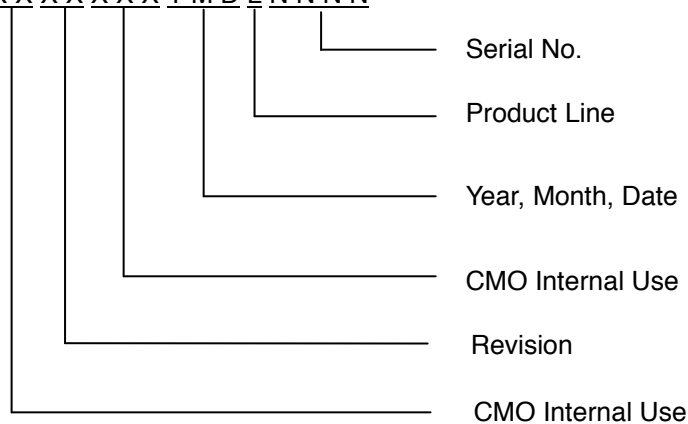 Serial No.
Product Line
Year, Month, Date
CMO Internal Use
Revision
CMO Internal Use